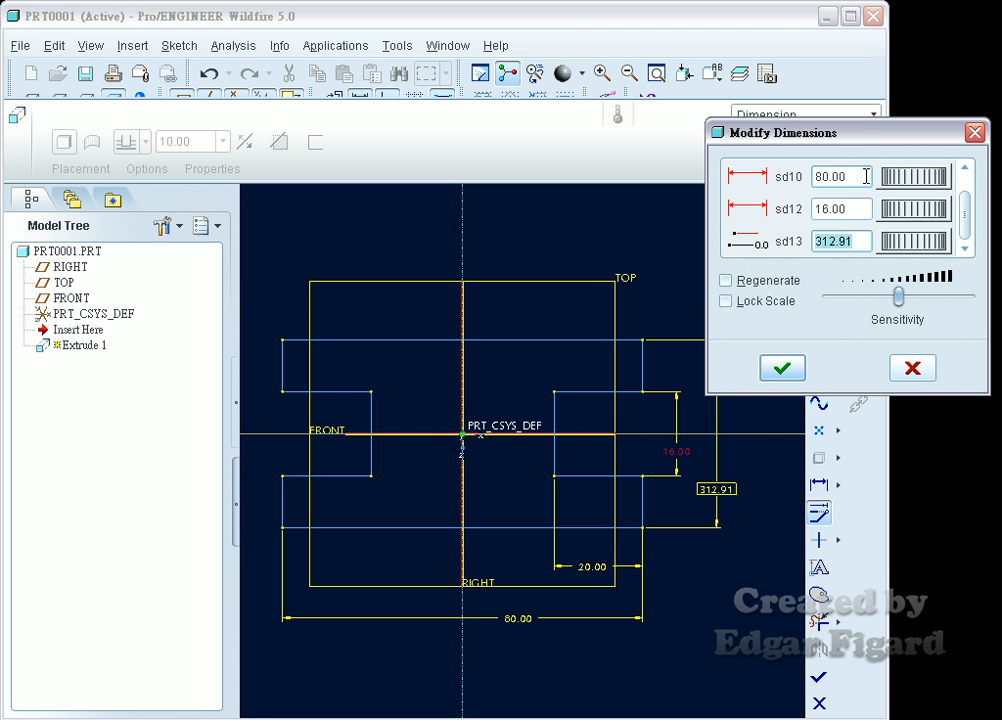 PRT0001 (Active) - Pro/ENGINEER Wildfire 5.0
File Edit View Insert Sketch Analysis Info Applications Tools Window Help
Dimension
10.00
Placement Options Properties
Modify Dimensions
sd10 80.00
sd12 16.00
0.0 sd13 312.91
Regenerate
Lock Scale
Sensitivity
Model Tree
PRT0001.PRT
RIGHT
TOP
FRONT
PRT_CSYS_DEF
Insert Here
Extrude 1
TOP
FRONT
PRT_CSYS_DEF
X
Z
16.00
312.91
20.00
RIGHT
80.00
Created by
Edgar Figard